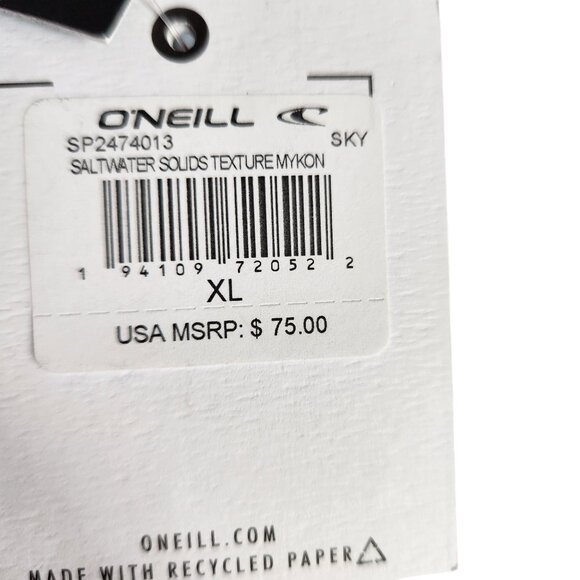 O'NEILL
SP2474013 SKY
SALTWATER SOLIDS TEXTURE MYKON
1 94109 72052 2
XL
USA MSRP: $ 75.00
ONEILL.COM
MADE WITH RECYCLED PAPER